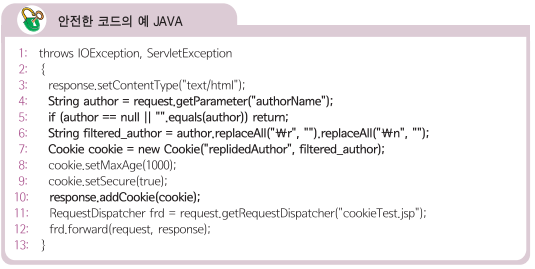 안전한 코드의 예 JAVA
1: throws IOException, ServletException
2: {
3: response.setContentType("text/html");
4: String author = request.getParameter("authorName");
5: if (author == null || "".equals(author)) return;
6: String filtered_author = author.replaceAll("₩r", "").replaceAll("₩n", "");
7: Cookie cookie = new Cookie("replidedAuthor", filtered_author);
8: cookie.setMaxAge(1000);
9: cookie.setSecure(true);
10: response.addCookie(cookie);
11: RequestDispatcher frd = request.getRequestDispatcher("cookieTest.jsp");
12: frd.forward(request, response);
13: }